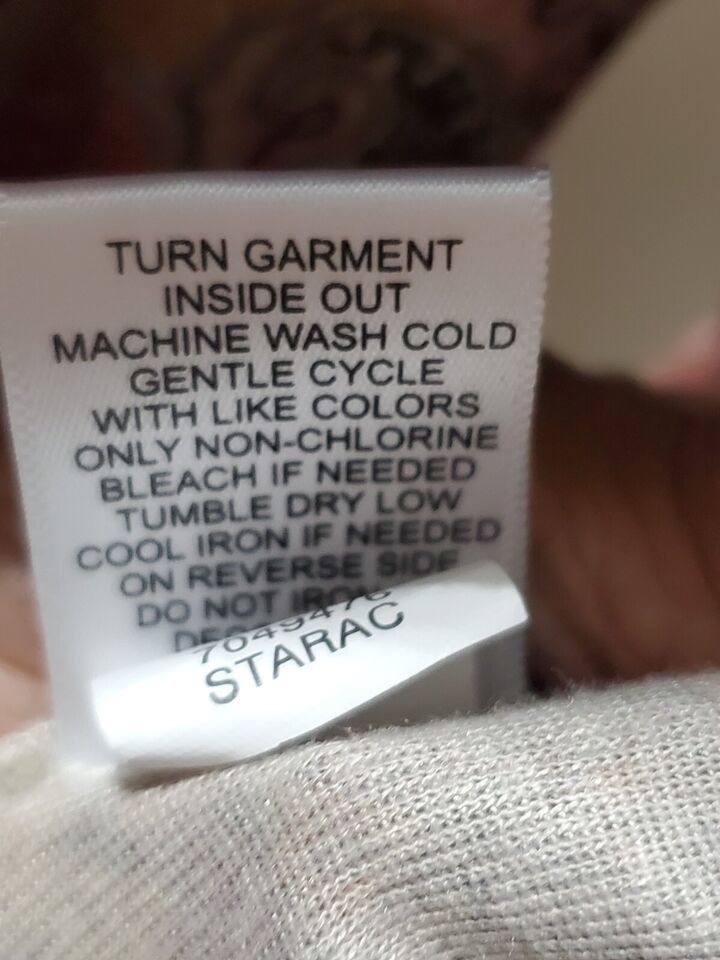 TURN GARMENT
INSIDE OUT
MACHINE WASH COLD
GENTLE CYCLE
WITH LIKE COLORS
ONLY NON-CHLORINE
BLEACH IF NEEDED
TUMBLE DRY LOW
COOL IRON IF NEEDED
ON REVERSE SIDE
DO NOT IRON
STARAC